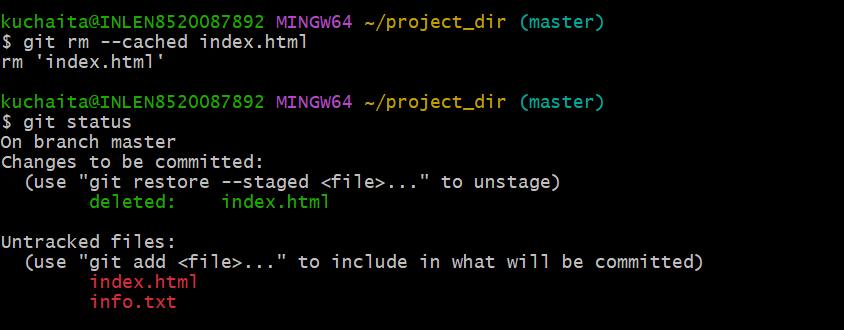 kuchaita@INLEN8520087892 MINGW64 ~/project_dir (master)
$ git rm --cached index.html
rm 'index.html'
kuchaita@INLEN8520087892 MINGW64 ~/project_dir (master)
$ git status
On branch master
Changes to be committed:
  (use "git restore --staged <file>..." to unstage)
        deleted:    index.html
Untracked files:
  (use "git add <file>..." to include in what will be committed)
        index.html
        info.txt